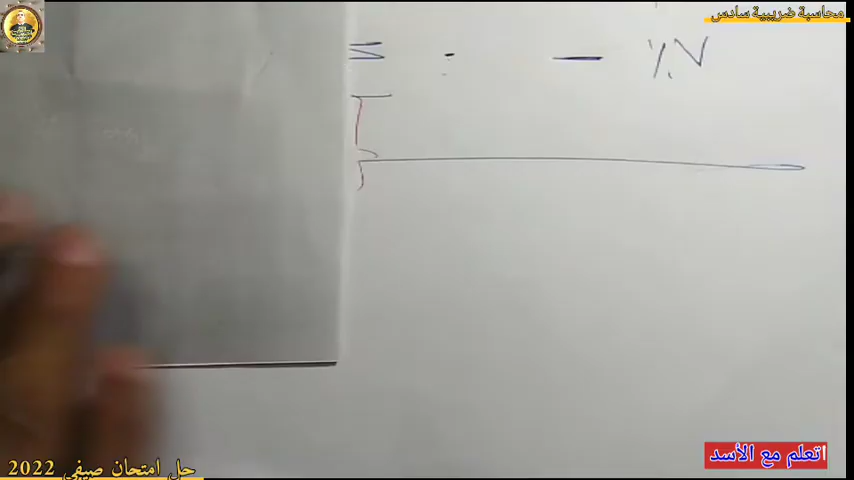 محاسبة ضريبية سادس
= . — ٪٧
اتعلم مع الأسد
حل امتحان صيفي 2022